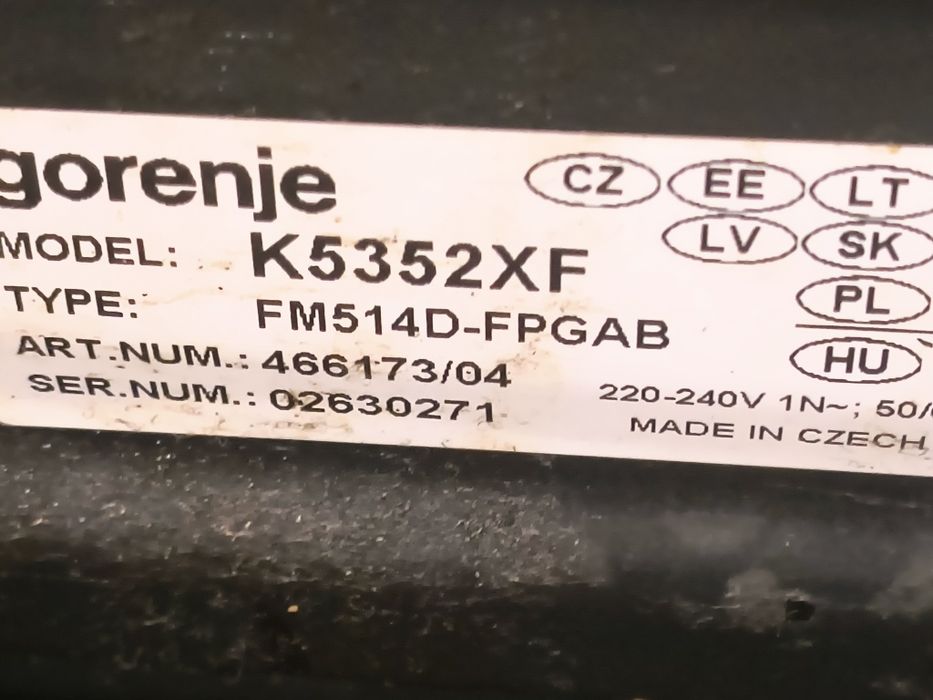 gorenje CZ EE LT
MODEL: K5352XF LV SK
TYPE: FM514D-FPGAB PL
ART.NUM.: 466173/04 HU
SER.NUM.: 02630271 220-240V 1N~; 50/
MADE IN CZECH